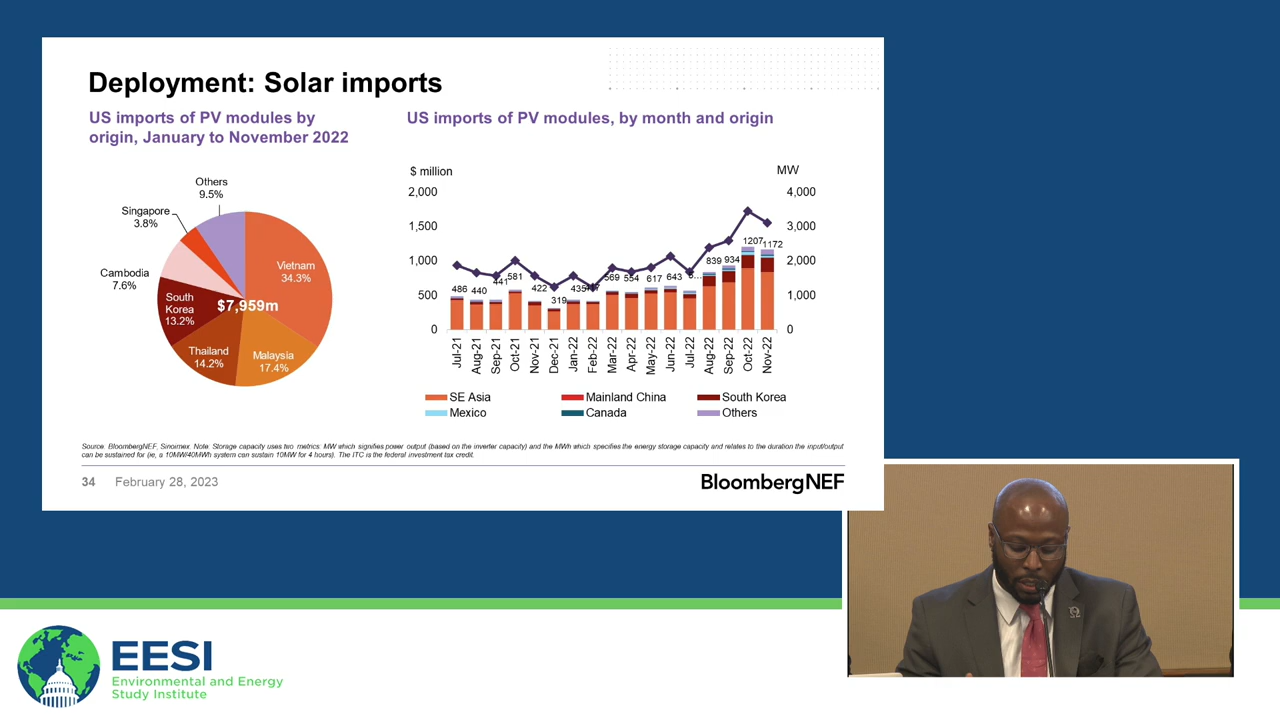 Deployment: Solar imports
US imports of PV modules by
origin, January to November 2022
Others
9.5%
Singapore
3.8%
Cambodia
7.6%
South
Korea
13.2%
Thailand
14.2%
Malaysia
17.4%
Vietnam
34.3%
$7,959m
US imports of PV modules, by month and origin
$ million
MW
2,000
1,500
1,000
500
0
4,000
3,000
2,000
1,000
0
486
440
441
581
422
319
435
569
554
617
643
6...
839
934
1207
1172
Jul-21
Aug-21
Sep-21
Oct-21
Nov-21
Dec-21
Jan-22
Feb-22
Mar-22
Apr-22
May-22
Jun-22
Jul-22
Aug-22
Sep-22
Oct-22
Nov-22
SE Asia
Mainland China
South Korea
Mexico
Canada
Others
Source. BloombergNEF, Sinoimex. Note: Storage capacity uses two metrics: MW which signifies power output (based on the inverter capacity) and the MWh which specifies the energy storage capacity and relates to the duration the input/output
can be sustained for (ie, a 10MW/40MWh system can sustain 10MW for 4 hours). The ITC is the federal investment tax credit.
34 February 28, 2023
BloombergNEF
EESI
Environmental and Energy
Study Institute